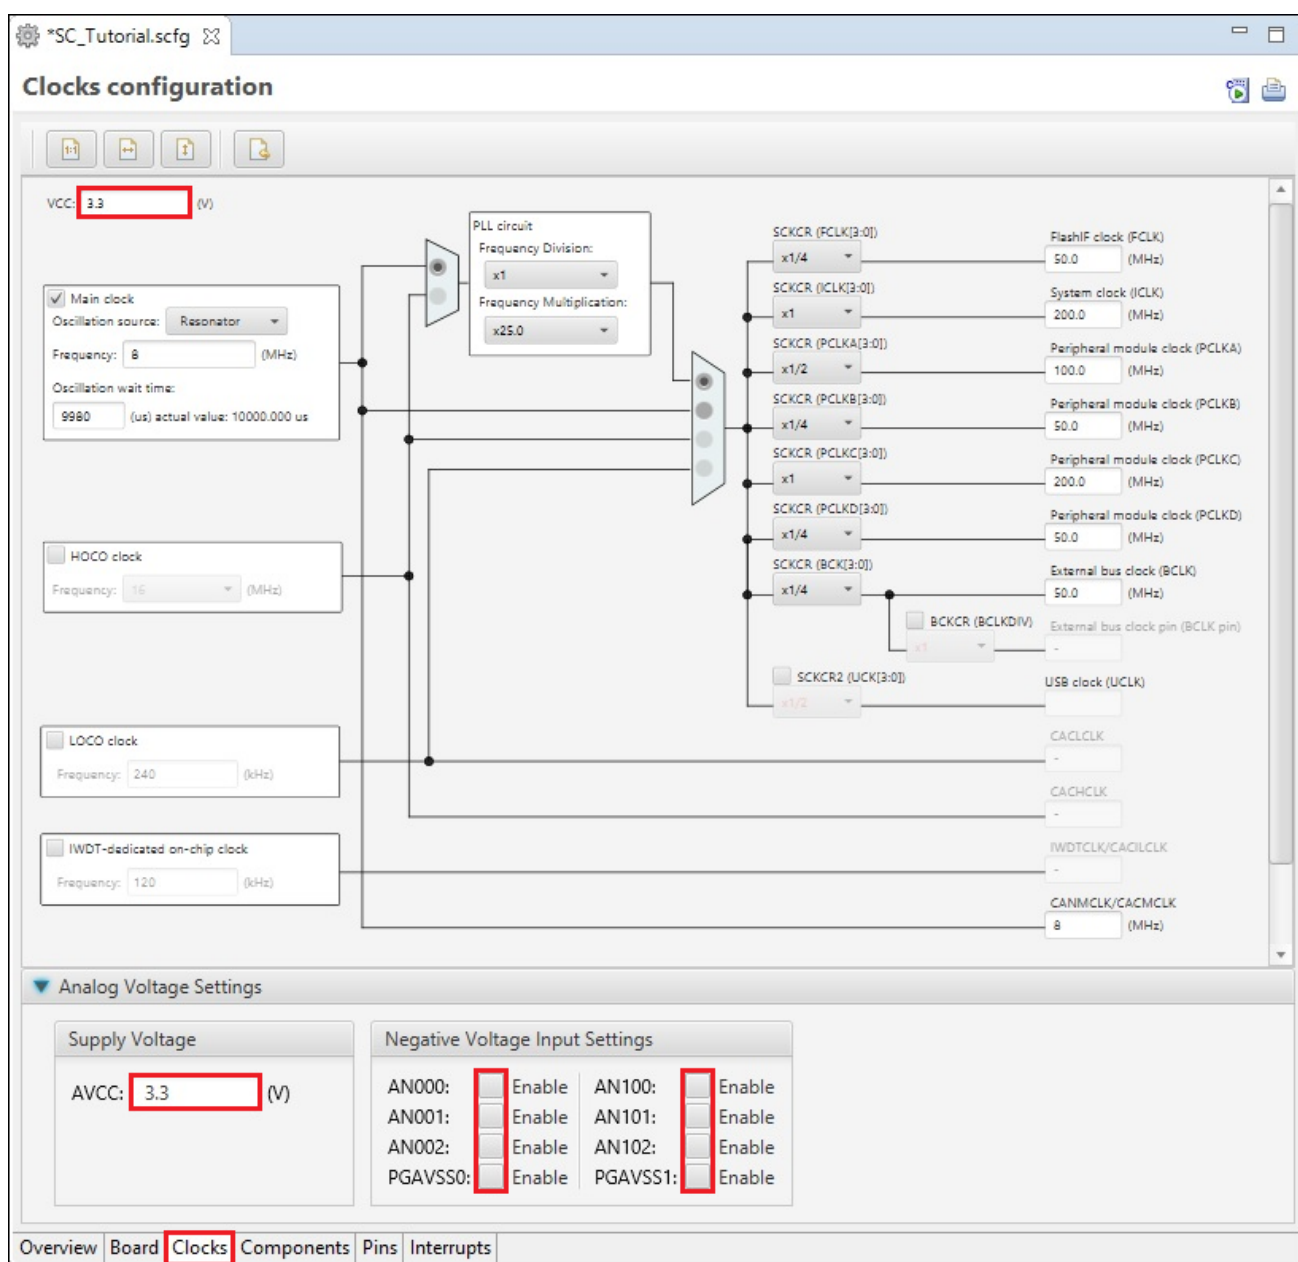 *SC_Tutorial.scfg
Clocks configuration
1:1
VCC: 3.3 (V)
PLL circuit
Frequency Division:
x1
Frequency Multiplication:
x25.0
Main clock
Oscillation source: Resonator
Frequency: 8 (MHz)
Oscillation wait time:
9980 (us) actual value: 10000.000 us
HOCO clock
Frequency: 16 (MHz)
LOCO clock
Frequency: 240 (kHz)
IWDT-dedicated on-chip clock
Frequency: 120 (kHz)
SCKCR (FCLK[3:0])
x1/4
FlashIF clock (FCLK)
50.0 (MHz)
SCKCR (ICLK[3:0])
x1
System clock (ICLK)
200.0 (MHz)
SCKCR (PCLKA[3:0])
x1/2
Peripheral module clock (PCLKA)
100.0 (MHz)
SCKCR (PCLKB[3:0])
x1/4
Peripheral module clock (PCLKB)
50.0 (MHz)
SCKCR (PCLKC[3:0])
x1
Peripheral module clock (PCLKC)
200.0 (MHz)
SCKCR (PCLKD[3:0])
x1/4
Peripheral module clock (PCLKD)
50.0 (MHz)
SCKCR (BCK[3:0])
x1/4
External bus clock (BCLK)
50.0 (MHz)
BCKCR (BCLKDIV)
x1
External bus clock pin (BCLK pin)
-
SCKCR2 (UCK[3:0])
x1/2
USB clock (UCLK)
CACLCLK
-
CACHCLK
-
IWDTCLK/CACILCLK
-
CANMCLK/CACMCLK
8 (MHz)
Analog Voltage Settings
Supply Voltage
AVCC: 3.3 (V)
Negative Voltage Input Settings
AN000: Enable AN100: Enable
AN001: Enable AN101: Enable
AN002: Enable AN102: Enable
PGAVSS0: Enable PGAVSS1: Enable
Overview Board Clocks Components Pins Interrupts